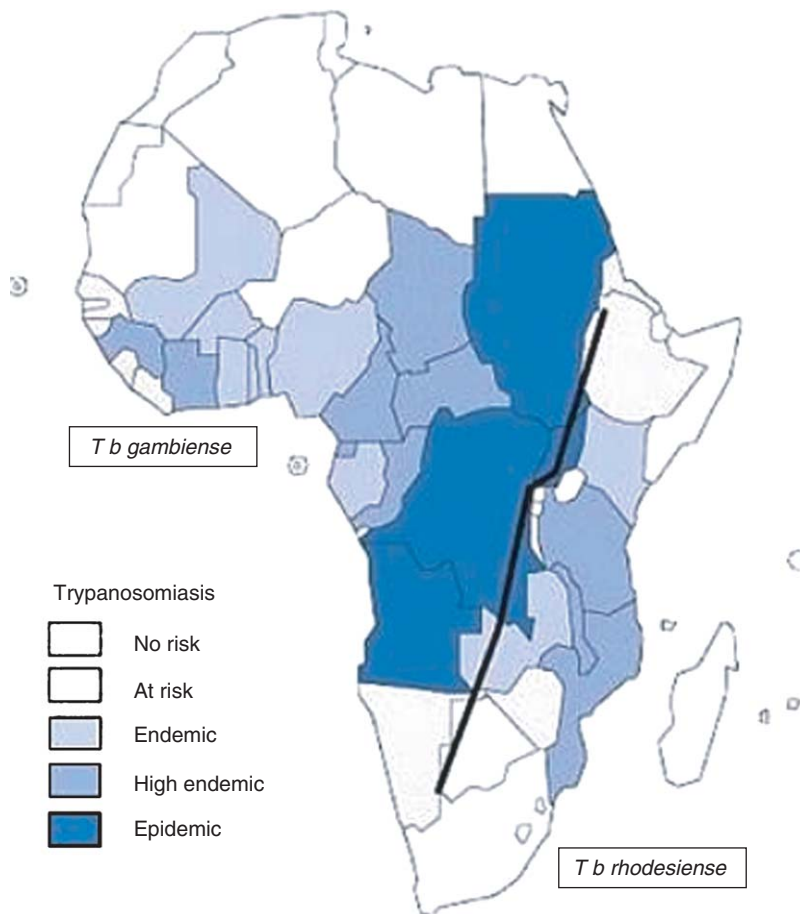 T b gambiense
Trypanosomiasis
No risk
At risk
Endemic
High endemic
Epidemic
T b rhodesiense